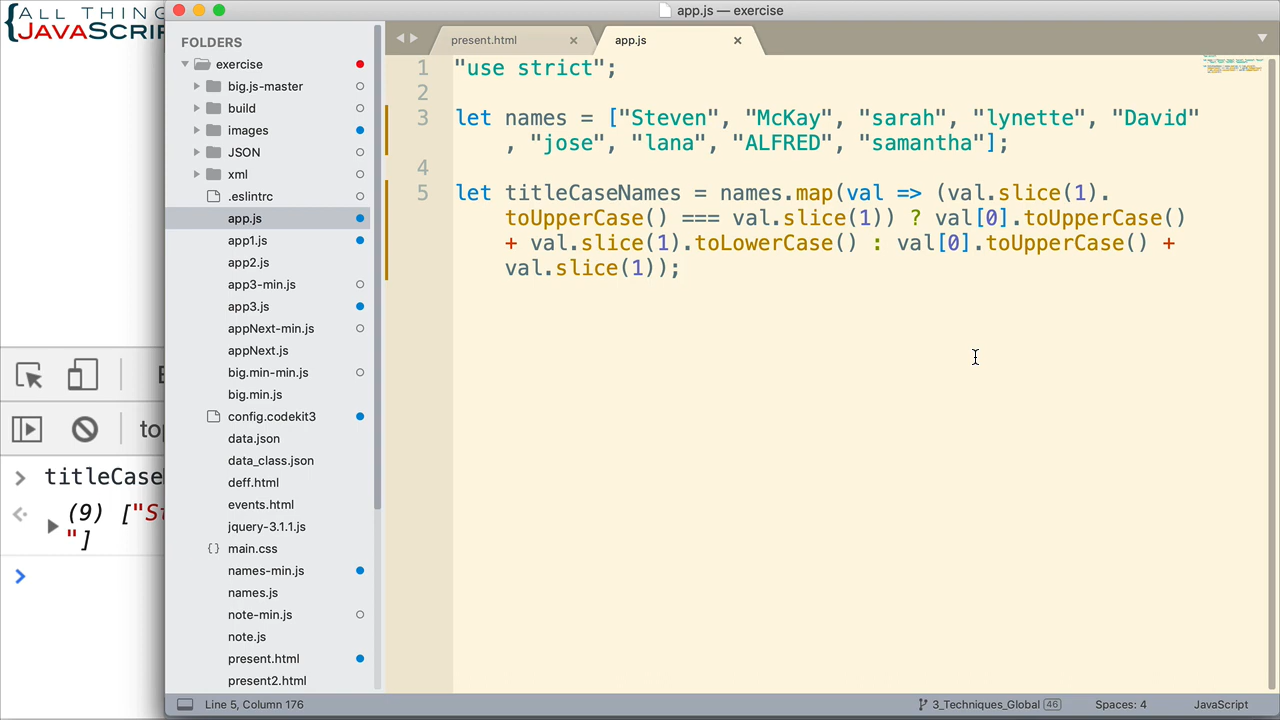 {ALL THING
JAVASCRIP
app.js — exercise
FOLDERS
exercise
big.js-master
build
images
JSON
xml
.eslintrc
app.js
app1.js
app2.js
app3-min.js
app3.js
appNext-min.js
appNext.js
big.min-min.js
big.min.js
config.codekit3
data.json
data_class.json
deff.html
events.html
jquery-3.1.1.js
{} main.css
names-min.js
names.js
note-min.js
note.js
present.html
present2.html
present.html ×
app.js ×
1 "use strict";
2
3 let names = ["Steven", "McKay", "sarah", "lynette", "David"
, "jose", "lana", "ALFRED", "samantha"];
4
5 let titleCaseNames = names.map(val => (val.slice(1).
toUpperCase() === val.slice(1)) ? val[0].toUpperCase()
+ val.slice(1).toLowerCase() : val[0].toUpperCase() +
val.slice(1));
top
> titleCase
(9) ["St
"]
>
Line 5, Column 176
3_Techniques_Global 46
Spaces: 4
JavaScript